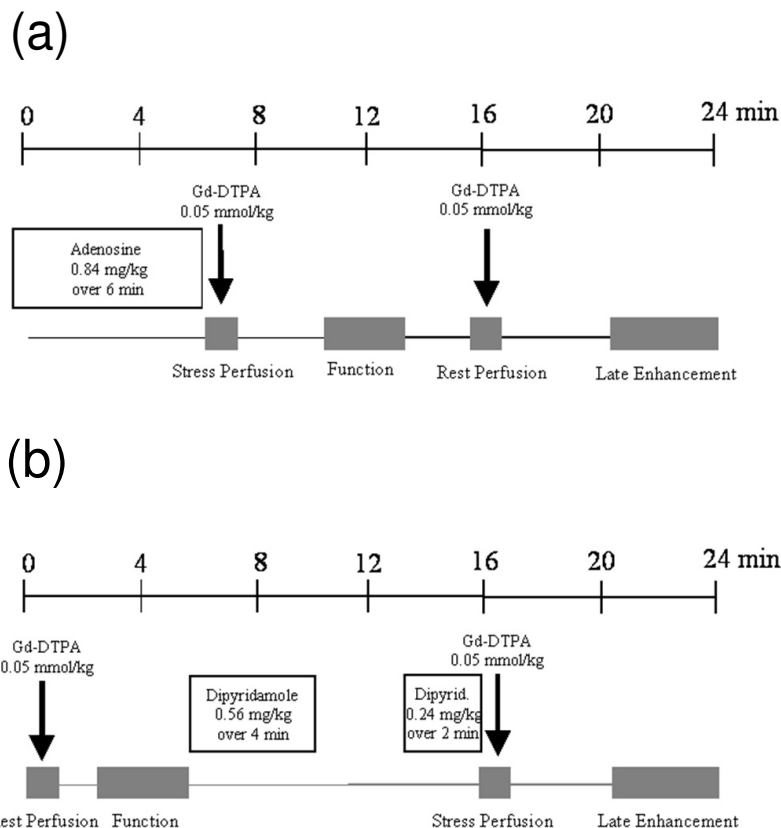 (a)
0 4 8 12 16 20 24 min
Gd-DTPA
0.05 mmol/kg
Gd-DTPA
0.05 mmol/kg
Adenosine
0.84 mg/kg
over 6 min
Stress Perfusion Function Rest Perfusion Late Enhancement
(b)
0 4 8 12 16 20 24 min
Gd-DTPA
0.05 mmol/kg
Gd-DTPA
0.05 mmol/kg
Dipyridamole
0.56 mg/kg
over 4 min
Dipyrid.
0.24 mg/kg
over 2 min
est Perfusion Function Stress Perfusion Late Enhancement